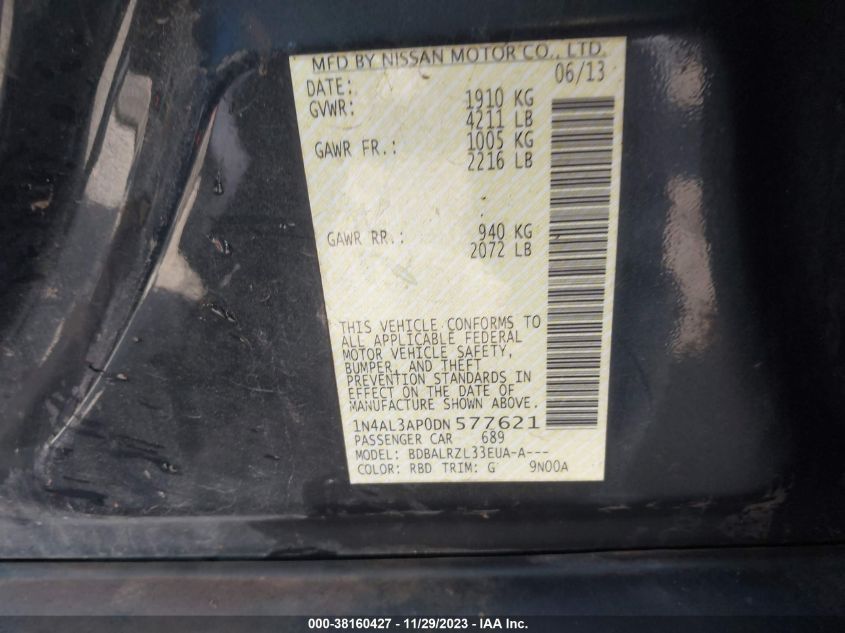 MFD BY NISSAN MOTOR CO., LTD.
DATE: 06/13
GVWR: 1910 KG
4211 LB
GAWR FR.: 1005 KG
2216 LB
GAWR RR.: 940 KG
2072 LB
THIS VEHICLE CONFORMS TO
ALL APPLICABLE FEDERAL
MOTOR VEHICLE SAFETY,
BUMPER, AND THEFT
PREVENTION STANDARDS IN
EFFECT ON THE DATE OF
MANUFACTURE SHOWN ABOVE.
1N4AL3AP0DN577621
PASSENGER CAR 689
MODEL: BDBALRZL33EUA-A---
COLOR: RBD TRIM: G 9N00A
000-38160427 - 11/29/2023 - IAA Inc.